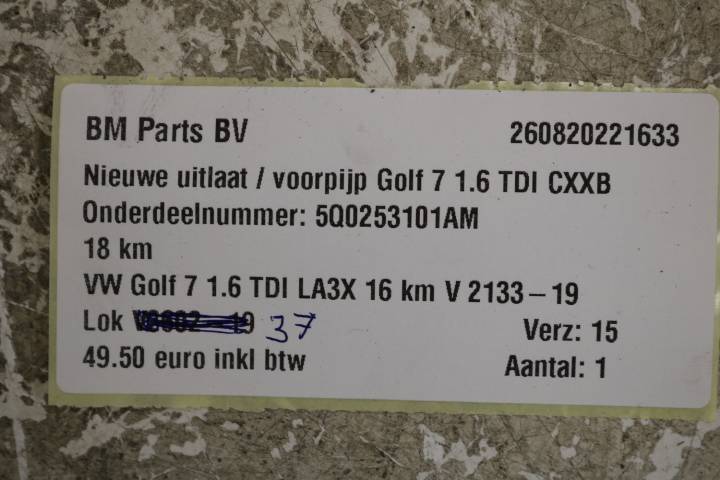 BM Parts BV 260820221633
Nieuwe uitlaat / voorpijp Golf 7 1.6 TDI CXXB
Onderdeelnummer: 5Q0253101AM
18 km
VW Golf 7 1.6 TDI LA3X 16 km V 2133-19
Lok 37 Verz: 15
49.50 euro inkl btw Aantal: 1